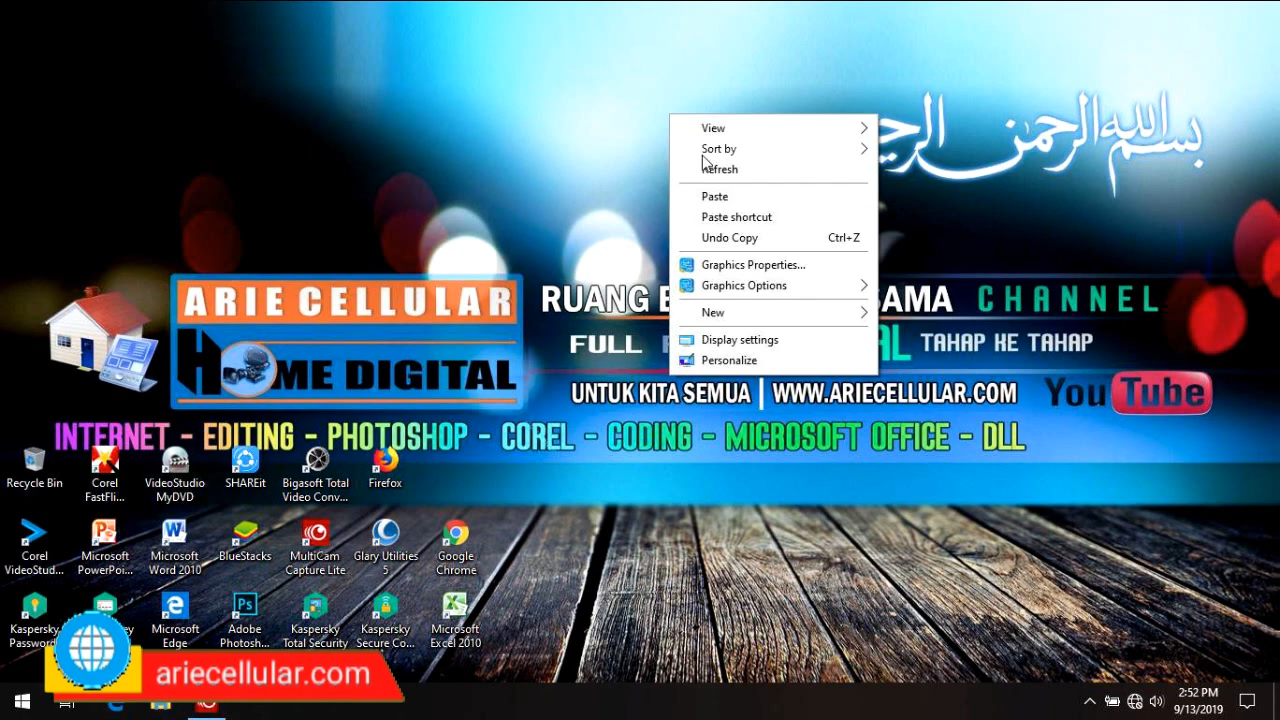 بسم الله الرحمن الرحيم
View
Sort by
Refresh
Paste
Paste shortcut
Undo Copy Ctrl+Z
Graphics Properties...
Graphics Options
New
Display settings
Personalize
ARIE CELLULAR
HOME DIGITAL
RUANG SAMA CHANNEL
FULL TAHAP KE TAHAP
UNTUK KITA SEMUA | WWW.ARIECELLULAR.COM
YouTube
INTERNET - EDITING - PHOTOSHOP - COREL - CODING - MICROSOFT OFFICE - DLL
Recycle Bin
Corel FastFli...
VideoStudio MyDVD
SHAREit
Bigasoft Total Video Conv...
Firefox
Corel VideoStud...
Microsoft PowerPoi...
Microsoft Word 2010
BlueStacks
MultiCam Capture Lite
Glary Utilities 5
Google Chrome
Kaspersky Password
Microsoft Edge
Adobe Photosh...
Kaspersky Total Security
Kaspersky Secure Co...
Microsoft Excel 2010
ariecellular.com
2:52 PM
9/13/2019